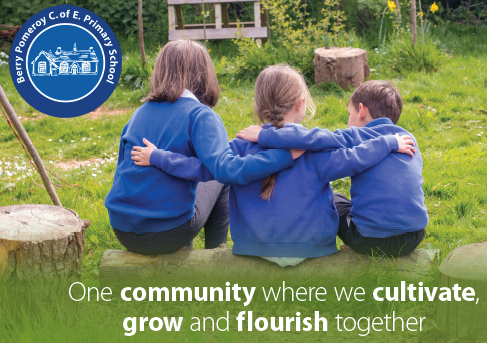 Berry Pomeroy C. of E. Primary School
One community where we cultivate,
grow and flourish together